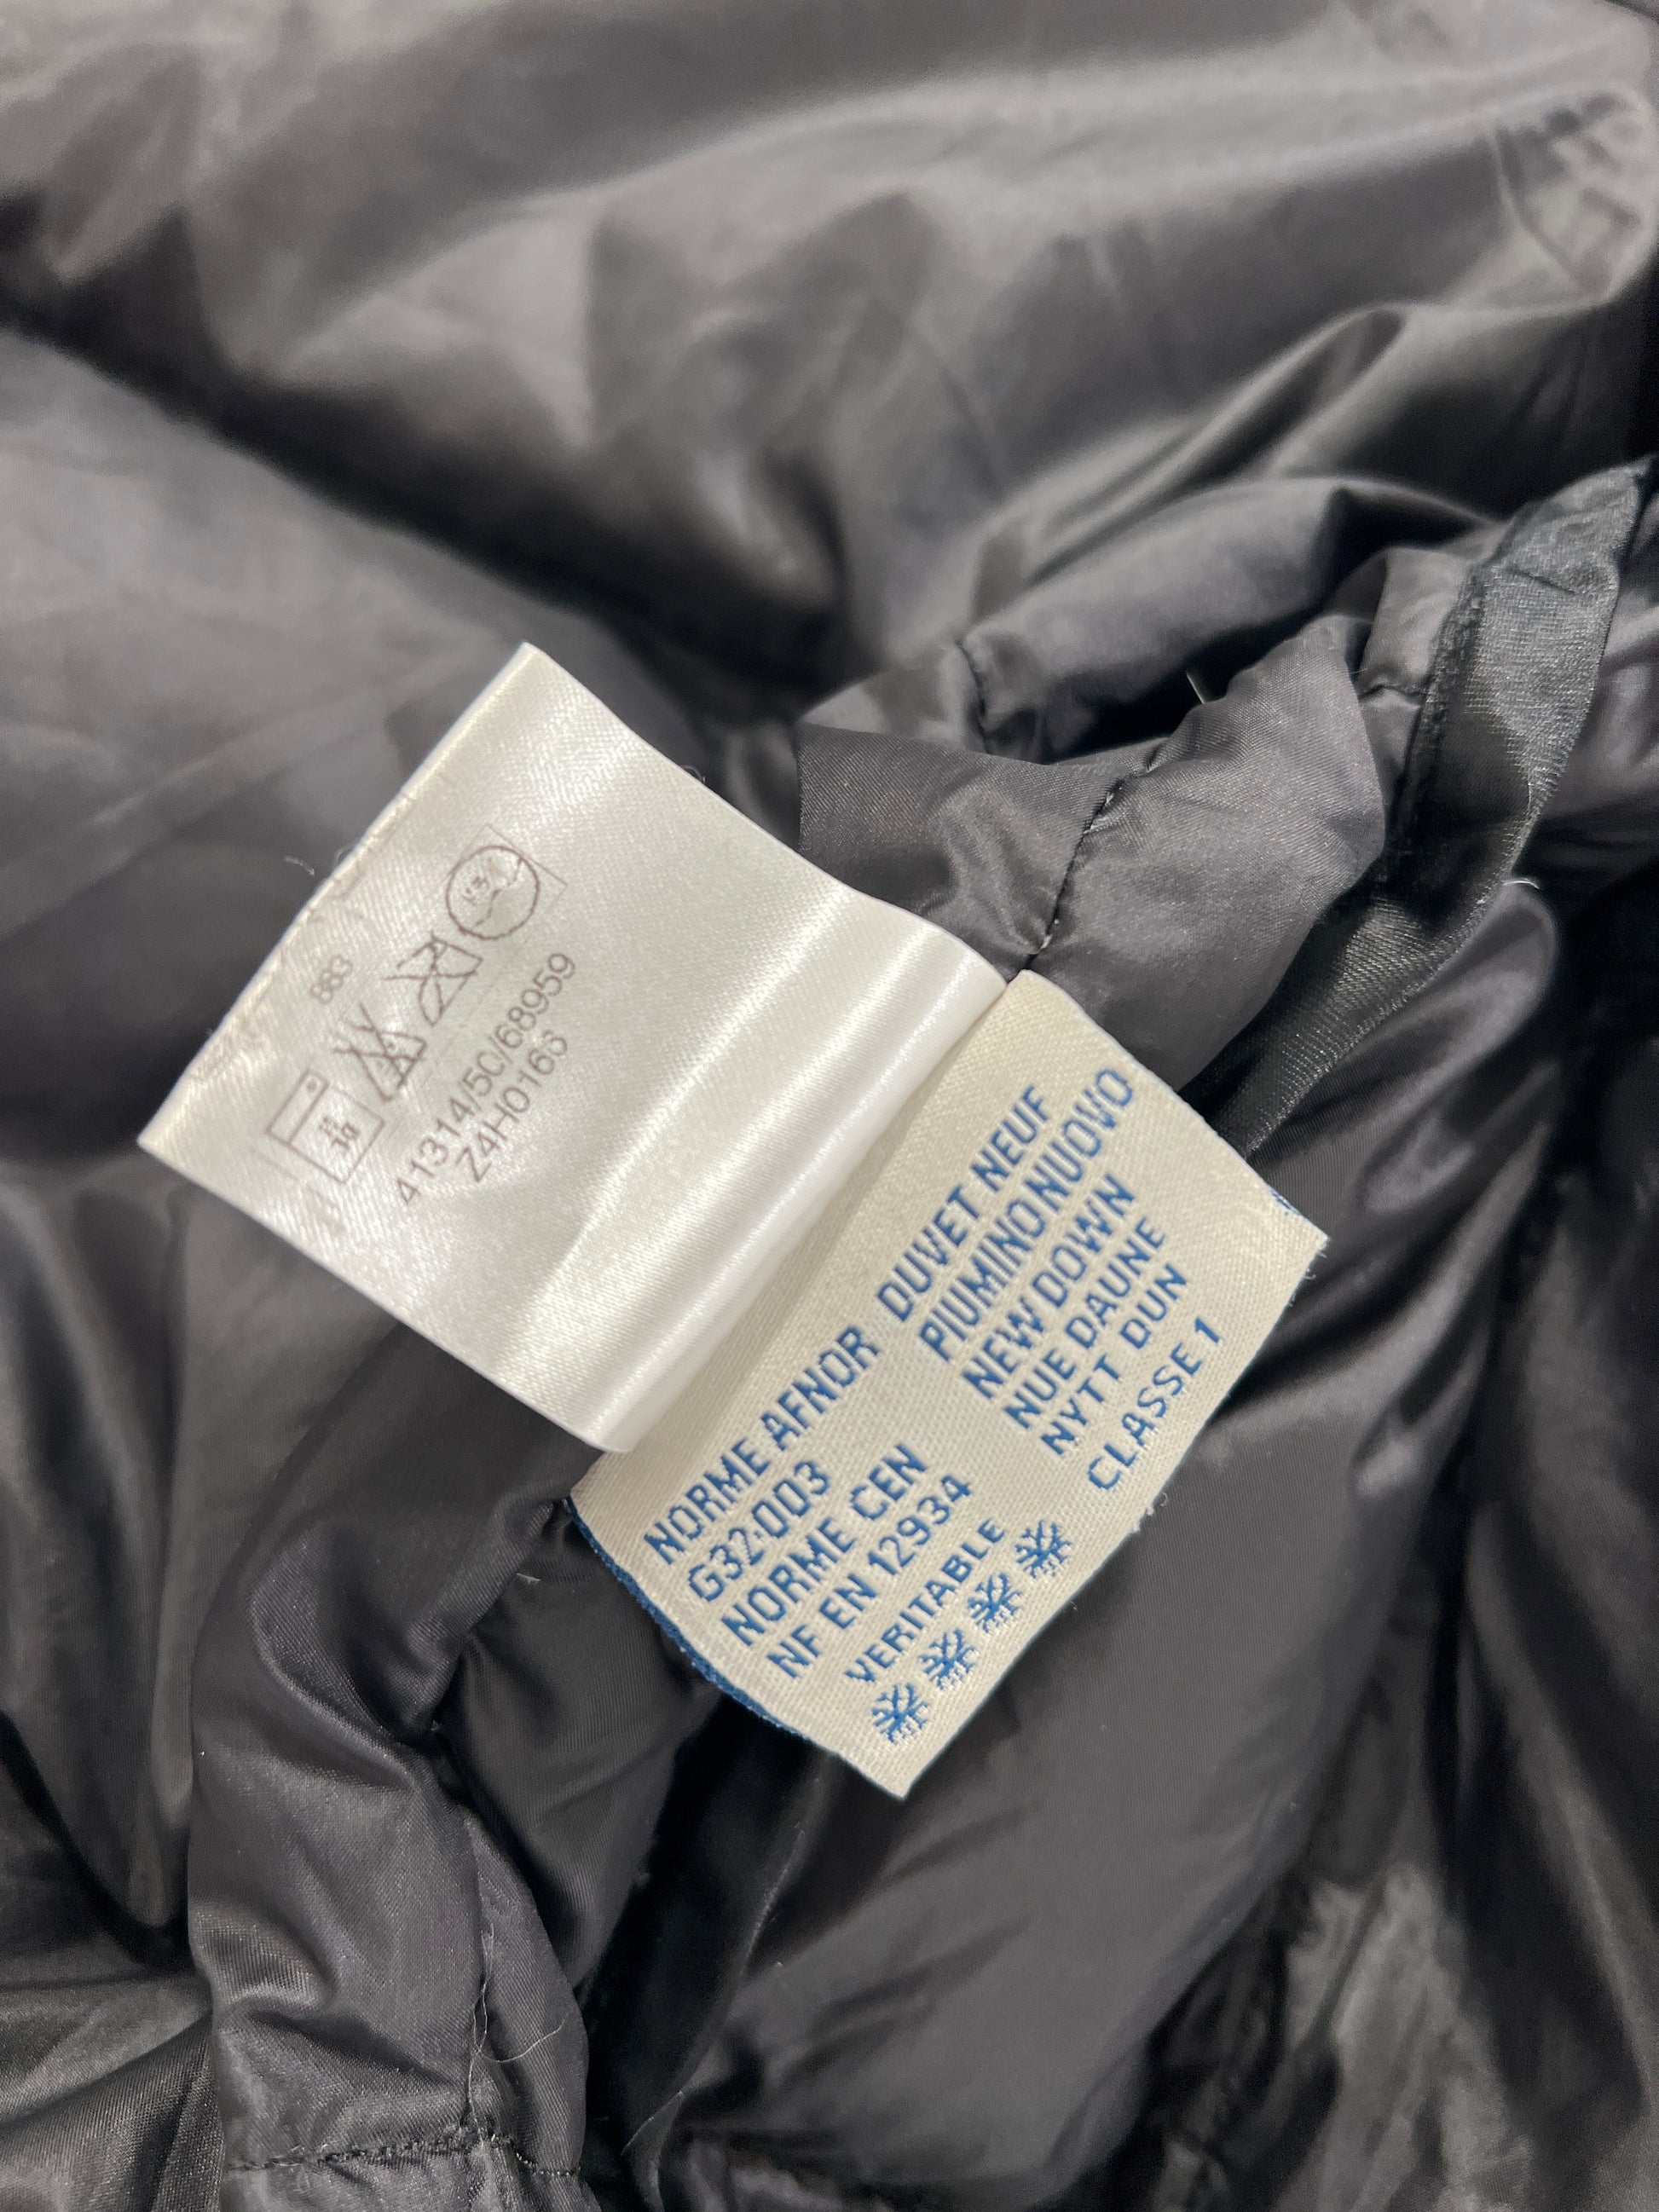 883
41314/50/68959
Z4H0163
NORME AFNOR
G32·003
NORME CEN
NF EN 12934
VERITABLE
DUVET NEUF
PIUMINO NUOVO
NEW DOWN
NUE DAUNE
NYTT DUN
CLASSE 1